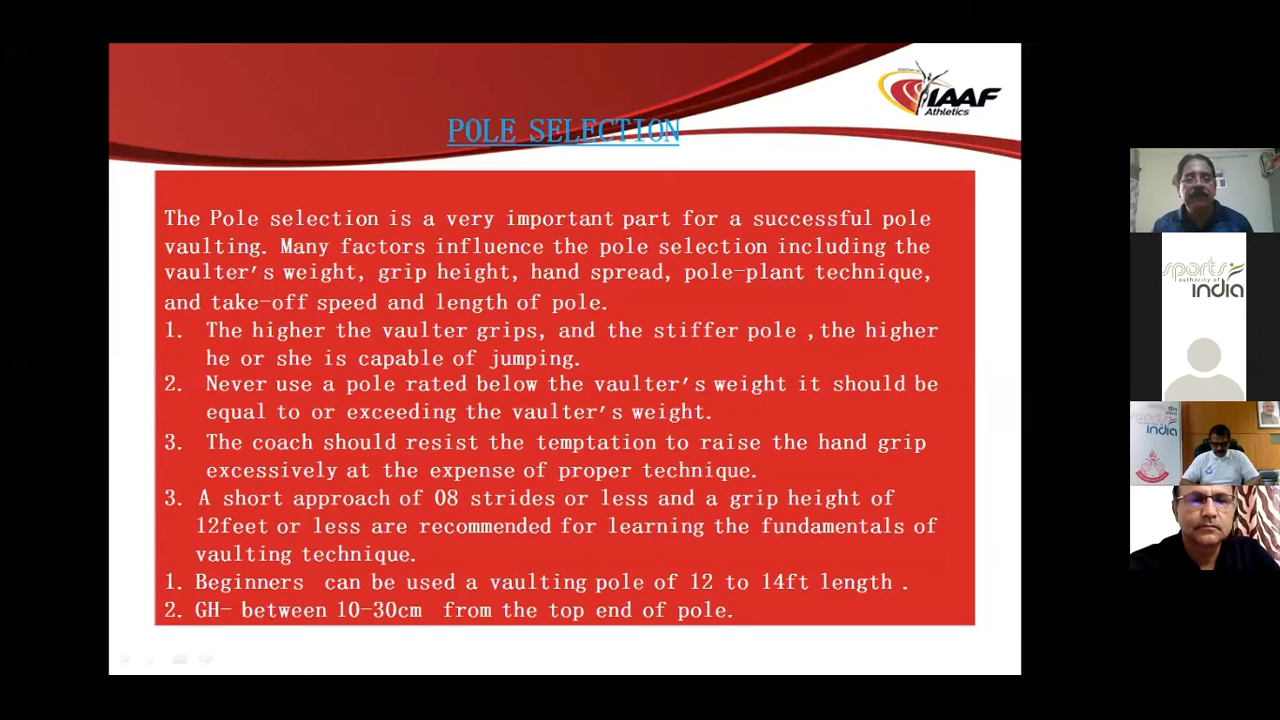 IAAF
Athletics
POLE SELECTION
The Pole selection is a very important part for a successful pole
vaulting. Many factors influence the pole selection including the
vaulter's weight, grip height, hand spread, pole-plant technique,
and take-off speed and length of pole.
1. The higher the vaulter grips, and the stiffer pole ,the higher
he or she is capable of jumping.
2. Never use a pole rated below the vaulter's weight it should be
equal to or exceeding the vaulter's weight.
3. The coach should resist the temptation to raise the hand grip
excessively at the expense of proper technique.
3. A short approach of 08 strides or less and a grip height of
12feet or less are recommended for learning the fundamentals of
vaulting technique.
1. Beginners can be used a vaulting pole of 12 to 14ft length .
2. GH- between 10-30cm from the top end of pole.
sports
authority of
india
sports
india